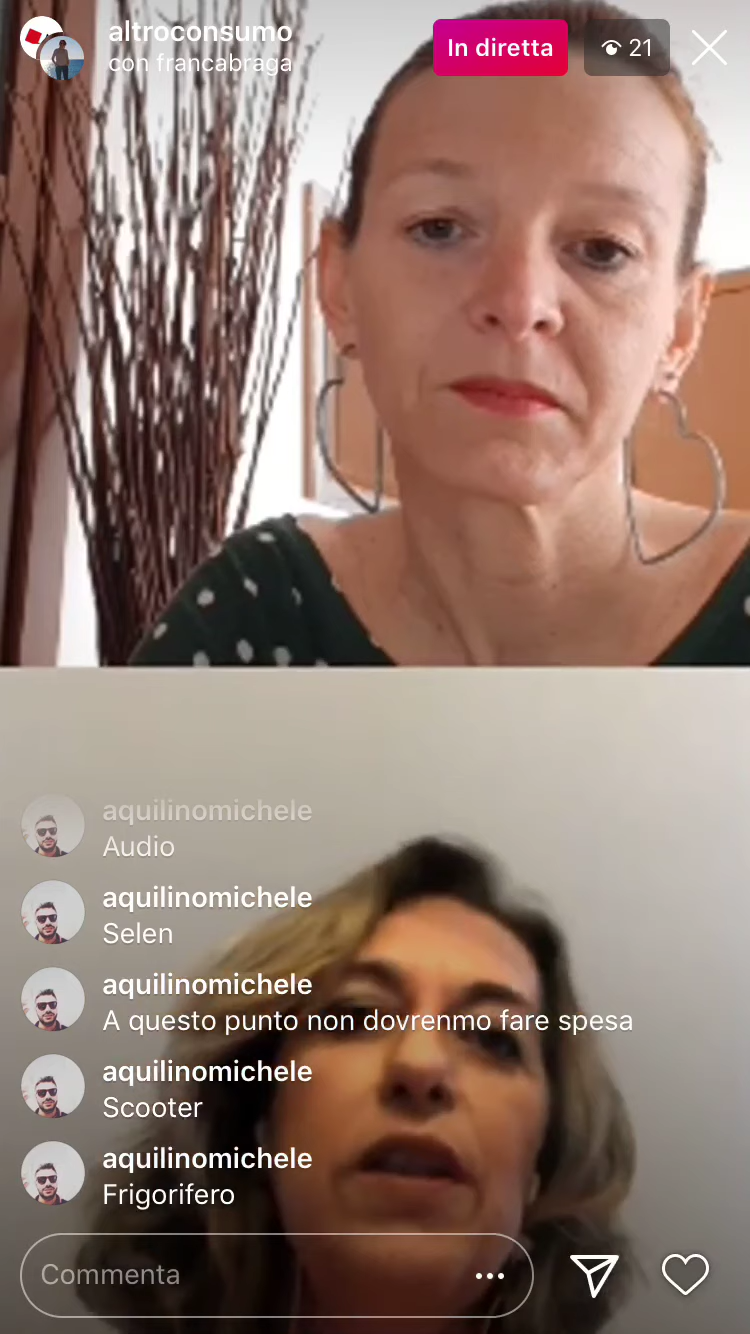 altroconsumo
con francabraga
In diretta
21
aquilinomichele
Audio
aquilinomichele
Selen
aquilinomichele
A questo punto non dovrenmo fare spesa
aquilinomichele
Scooter
aquilinomichele
Frigorifero
Commenta